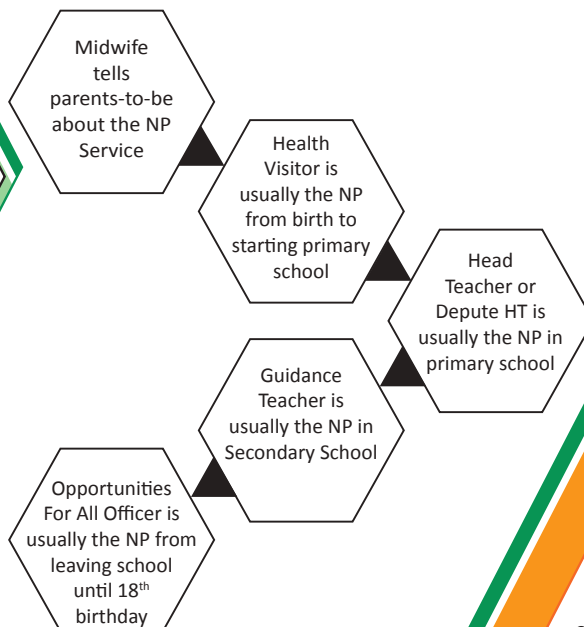 Midwife
tells
parents-to-be
about the NP
Service
Health
Visitor is
usually the NP
from birth to
starting primary
school
Head
Teacher or
Depute HT is
usually the NP in
primary school
Guidance
Teacher is
usually the NP in
Secondary School
Opportunities
For All Officer is
usually the NP from
leaving school
until 18th
birthday